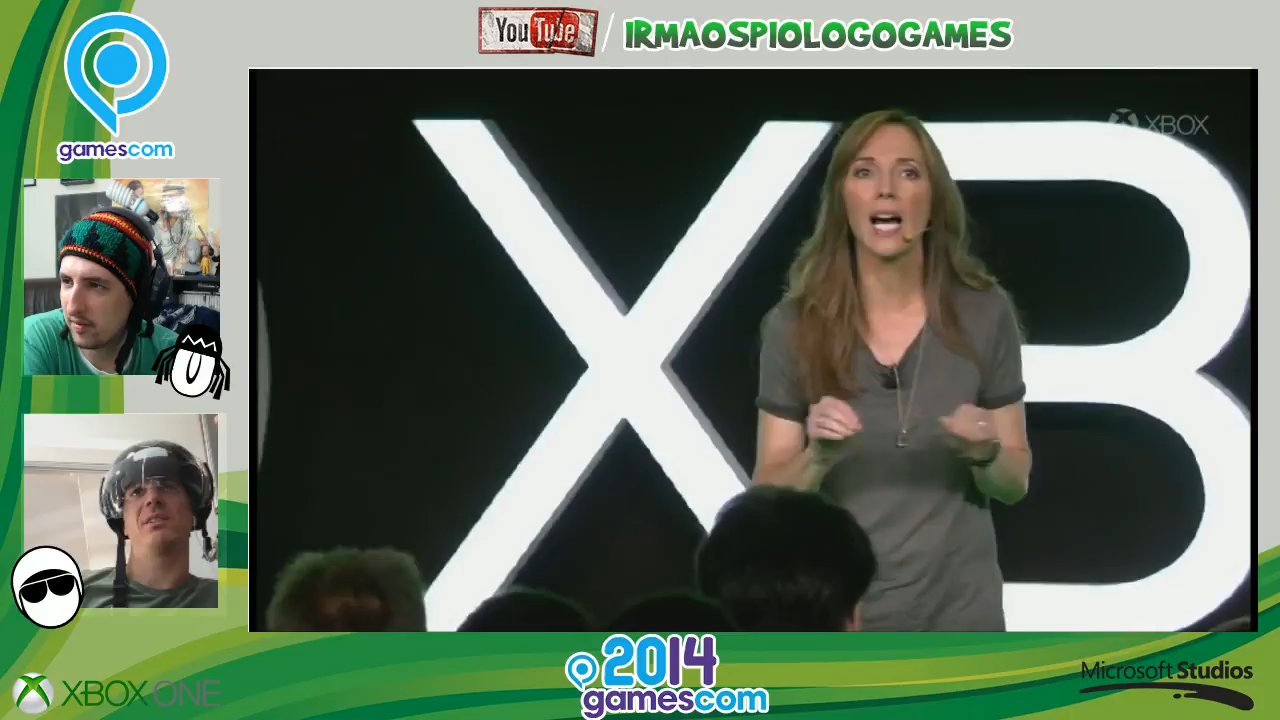 YouTube / IRMAOSPIOLOGOGAMES
gamescom
XBOX
XB
2014
gamescom
XBOX ONE
Microsoft Studios